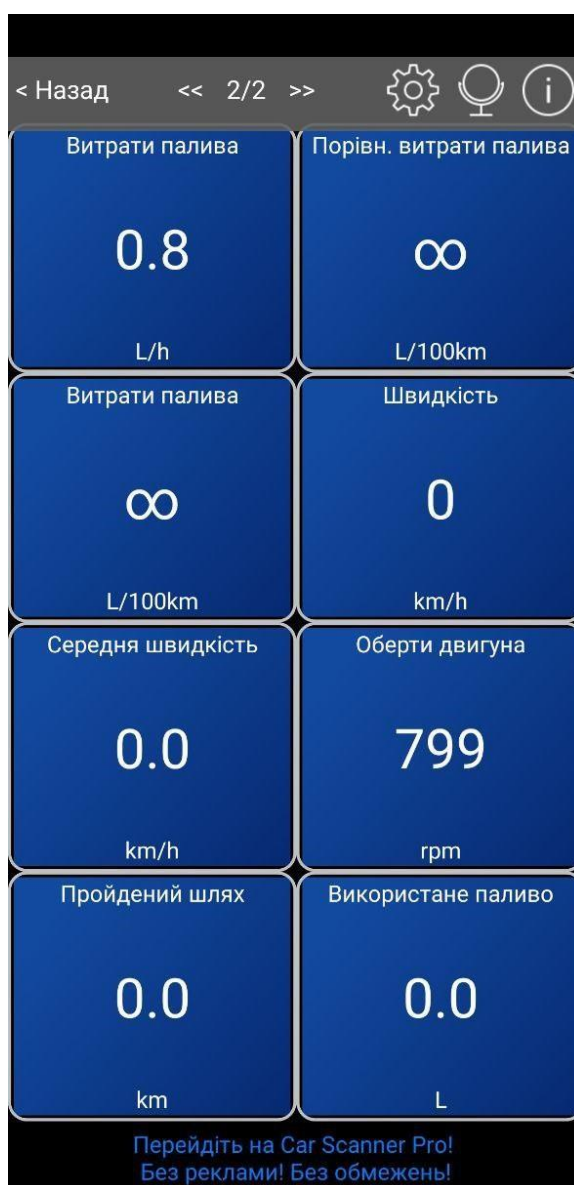 < Назад << 2/2 >>
Витрати палива
0.8
L/h
Порівн. витрати палива
∞
L/100km
Витрати палива
∞
L/100km
Швидкість
0
km/h
Середня швидкість
0.0
km/h
Оберти двигуна
799
rpm
Пройдений шлях
0.0
km
Використане паливо
0.0
L
Перейдіть на Car Scanner Pro!
Без реклами! Без обмежень!